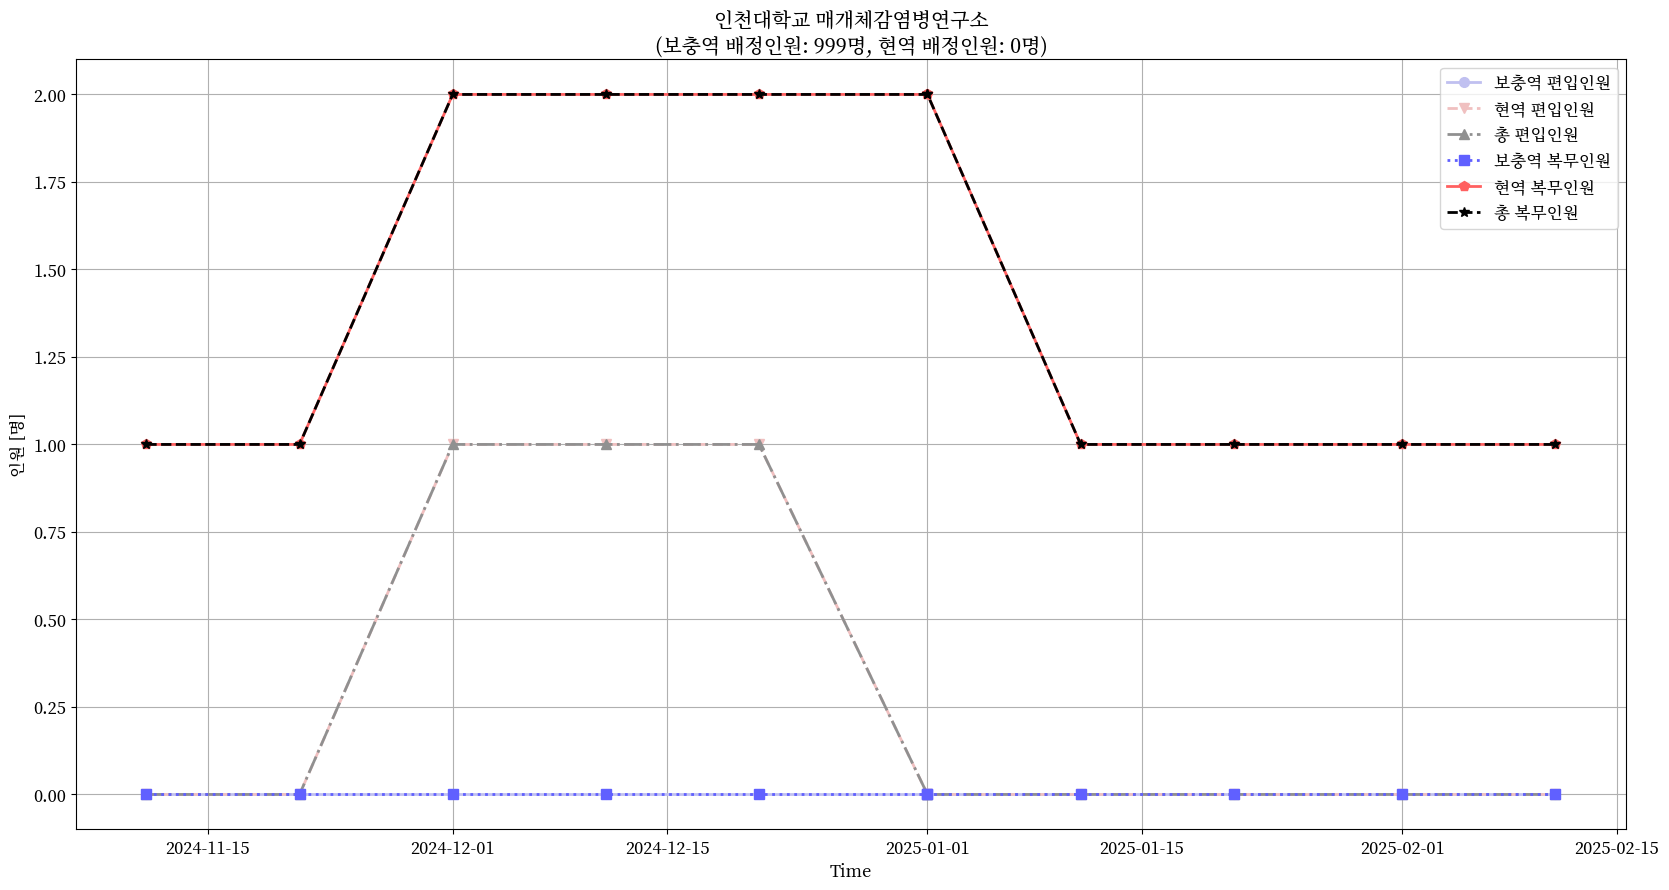 인천대학교 매개체감염병연구소
(보충역 배정인원: 999명, 현역 배정인원: 0명)
보충역 편입인원
현역 편입인원
총 편입인원
보충역 복무인원
현역 복무인원
총 복무인원
인원 [명]
2.00
1.75
1.50
1.25
1.00
0.75
0.50
0.25
0.00
2024-11-15
2024-12-01
2024-12-15
2025-01-01
2025-01-15
2025-02-01
2025-02-15
Time